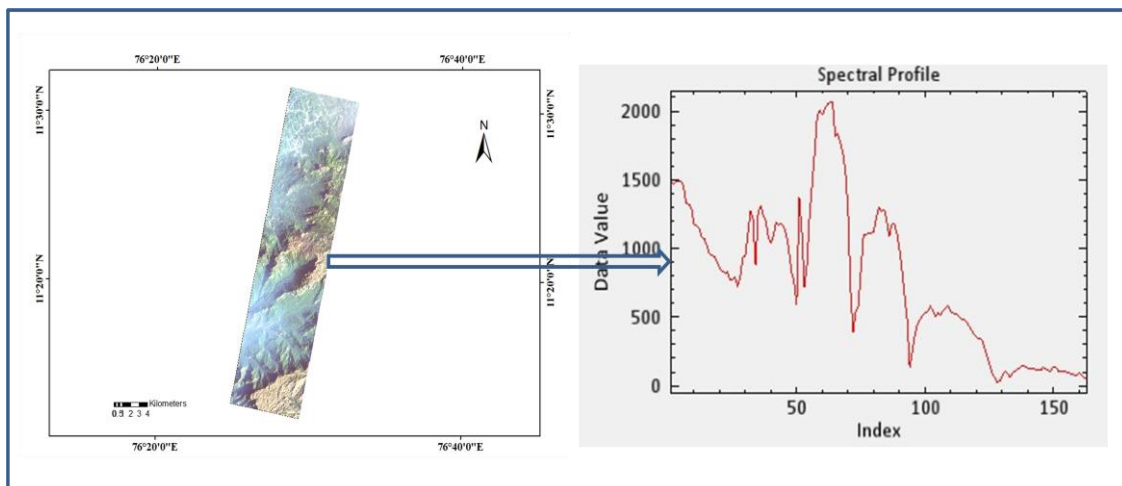 76°20'0"E
76°40'0"E
11°30'0"N
11°30'0"N
N
11°20'0"N
11°20'0"N
Kilometers
2 3 4
76°20'0"E
76°40'0"E
Spectral Profile
2000
1500
1000
500
0
Data Value
50
100
150
Index